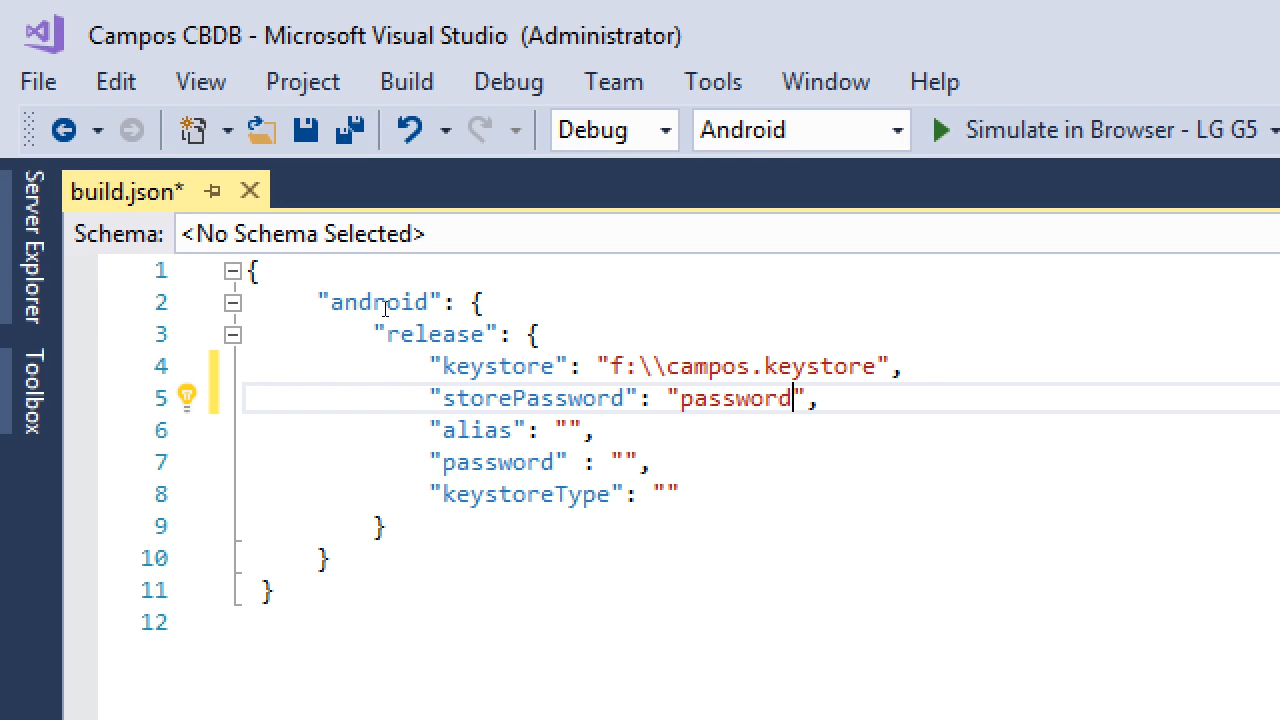 Campos CBDB - Microsoft Visual Studio (Administrator)
File Edit View Project Build Debug Team Tools Window Help
Debug Android Simulate in Browser - LG G5
Server Explorer
Toolbox
build.json*
Schema: <No Schema Selected>
1 {
2 "android": {
3 "release": {
4 "keystore": "f:\\campos.keystore",
5 "storePassword": "password",
6 "alias": "",
7 "password" : "",
8 "keystoreType": ""
9 }
10 }
11 }
12